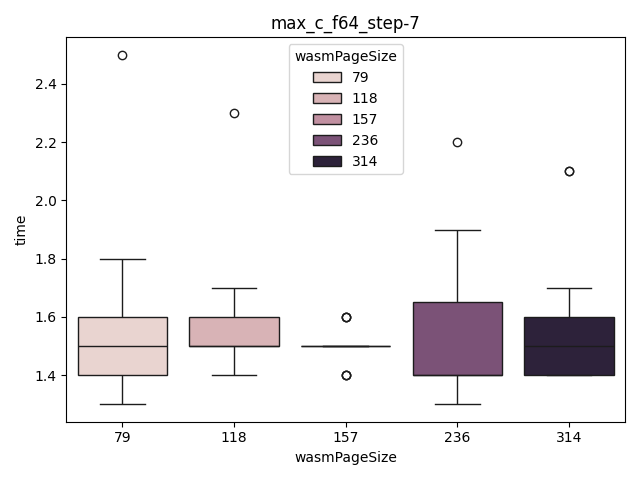 max_c_f64_step-7
wasmPageSize
79
118
157
236
314
time
2.4
2.2
2.0
1.8
1.6
1.4
79 118 157 236 314
wasmPageSize